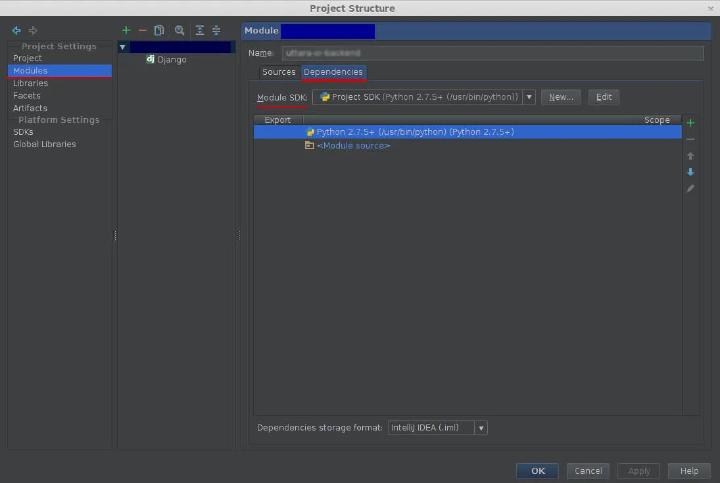 Project Structure
Project Settings
Project
Modules
Libraries
Facets
Artifacts
Platform Settings
SDKs
Global Libraries
Django
Module
Name:
Sources Dependencies
Module SDK: Project SDK (Python 2.7.5+ (/usr/bin/python)) New... Edit
Export Scope
Python 2.7.5+ (/usr/bin/python) (Python 2.7.5+)
<Module source>
Dependencies storage format: IntelliJ IDEA (.iml)
OK Cancel Apply Help